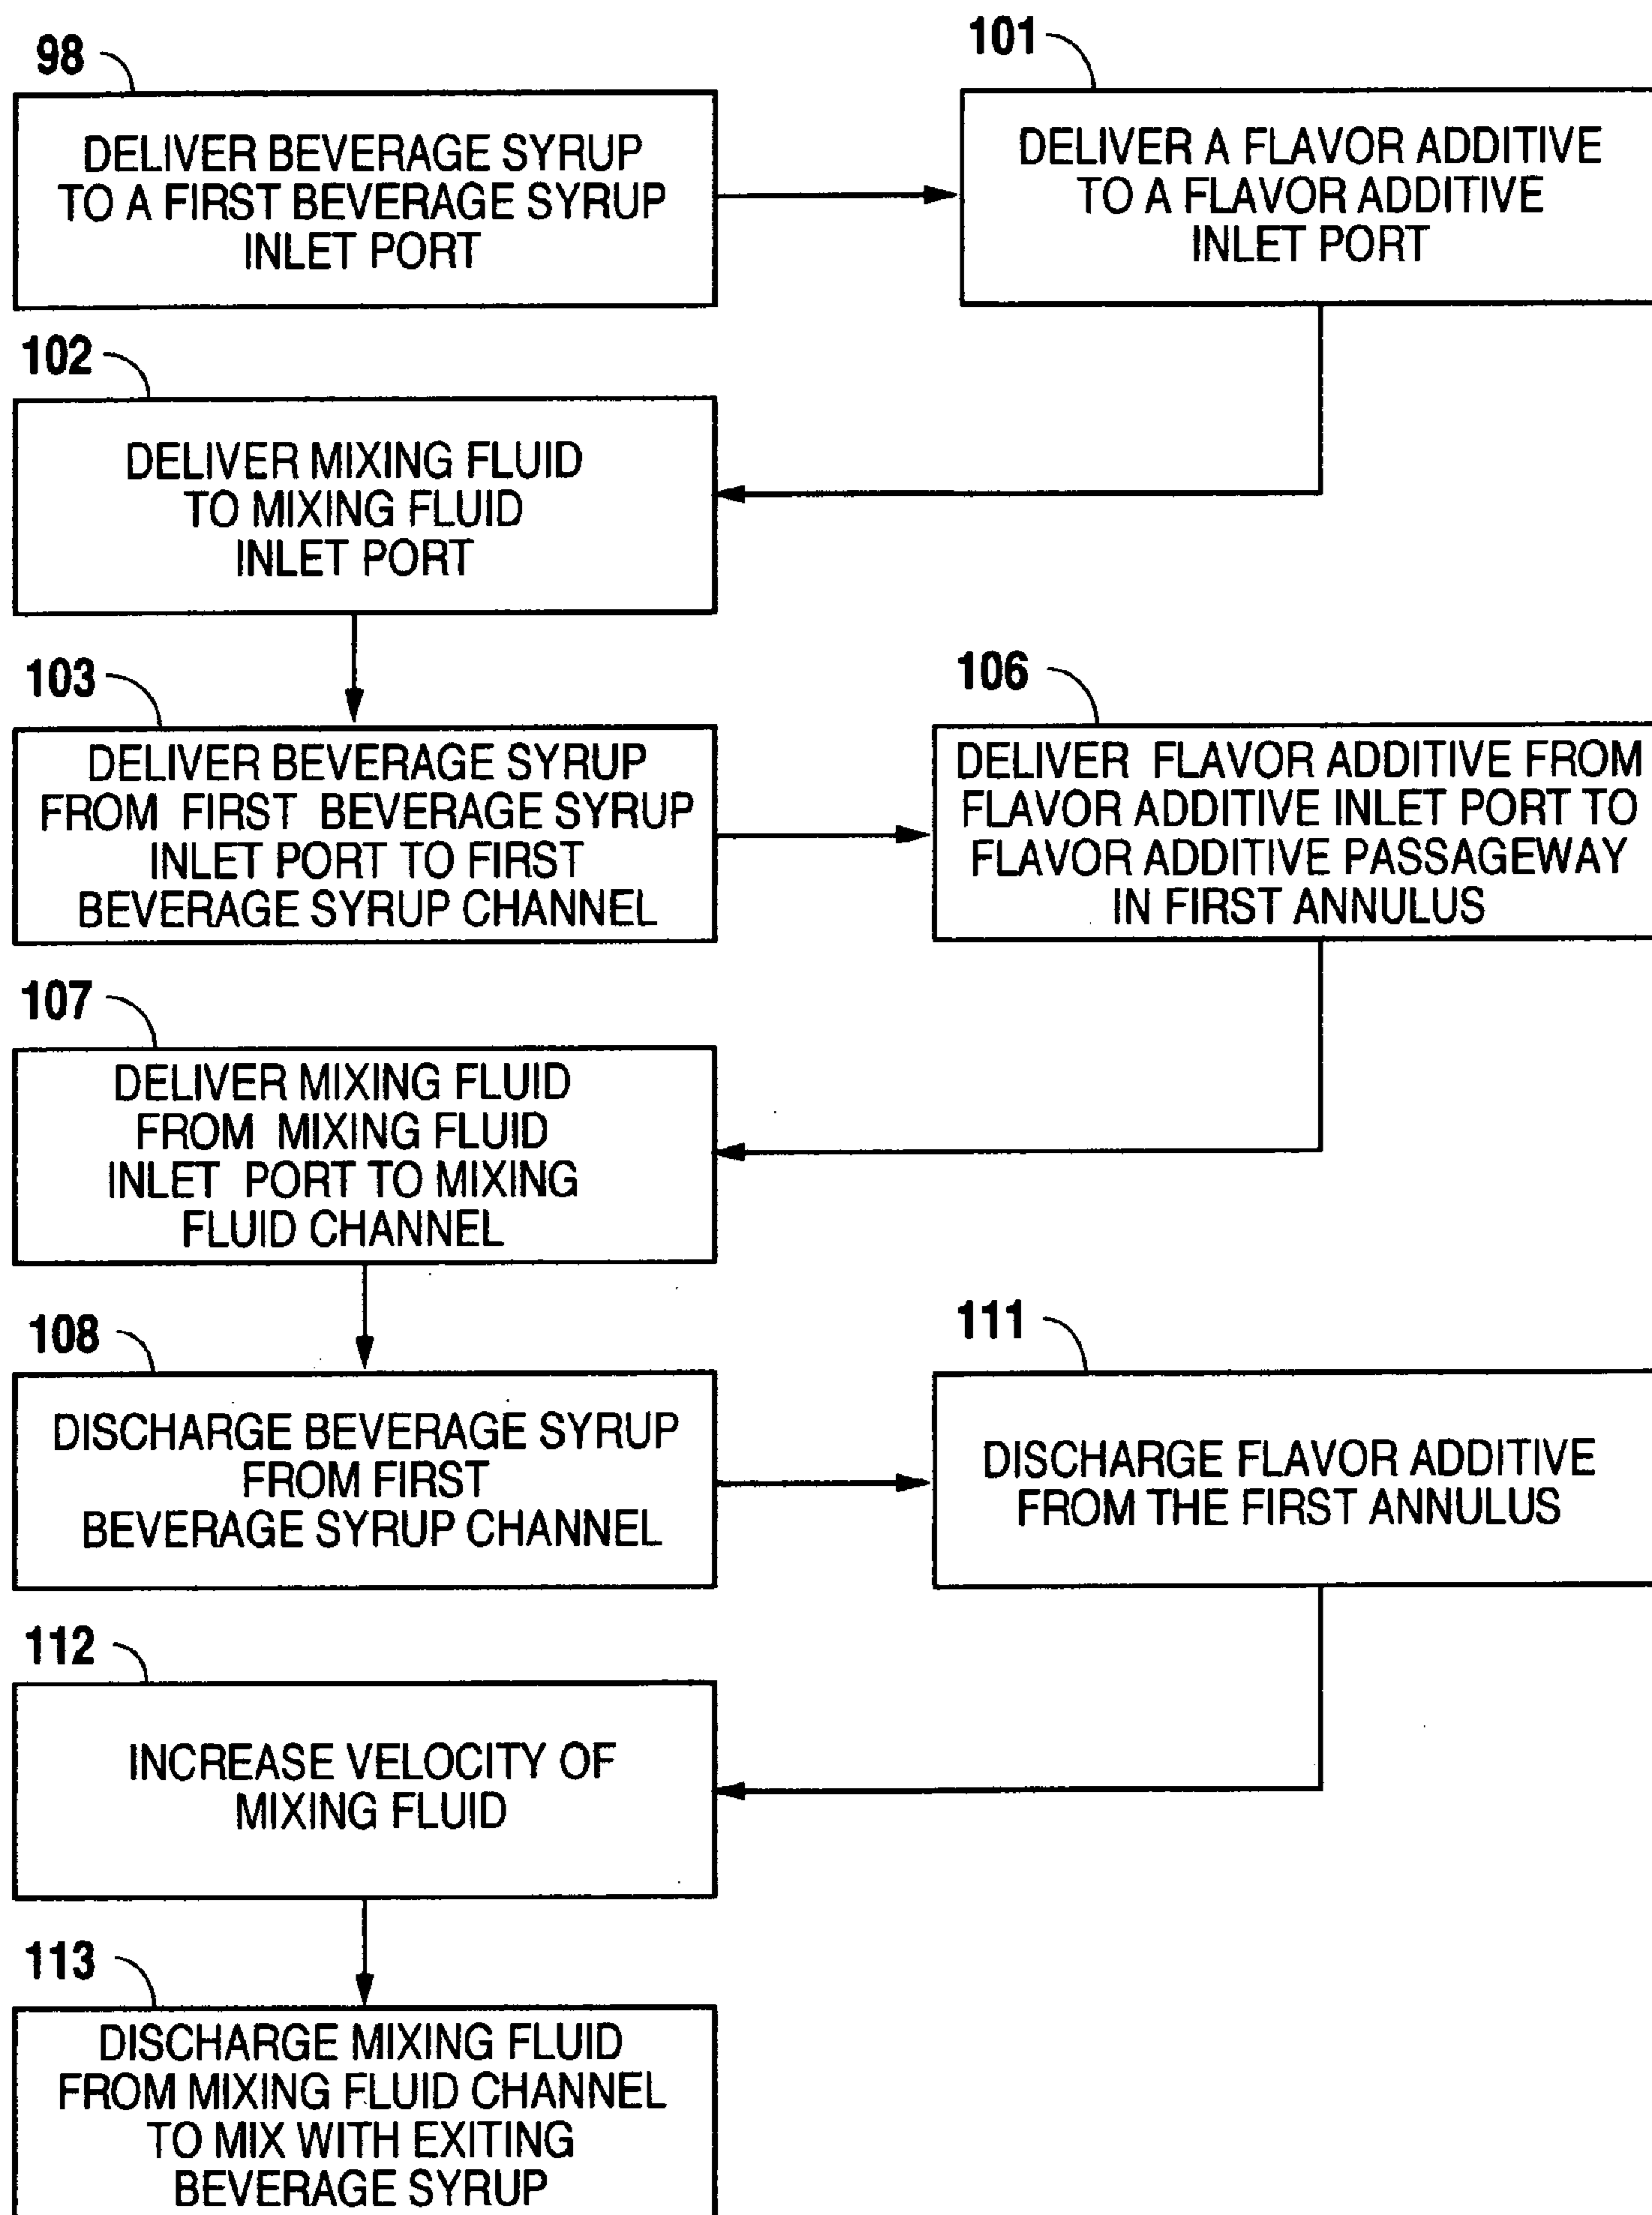 98
DELIVER BEVERAGE SYRUP
TO A FIRST BEVERAGE SYRUP
INLET PORT
101
DELIVER A FLAVOR ADDITIVE
TO A FLAVOR ADDITIVE
INLET PORT
102
DELIVER MIXING FLUID
TO MIXING FLUID
INLET PORT
103
DELIVER BEVERAGE SYRUP
FROM FIRST BEVERAGE SYRUP
INLET PORT TO FIRST
BEVERAGE SYRUP CHANNEL
106
DELIVER FLAVOR ADDITIVE FROM
FLAVOR ADDITIVE INLET PORT TO
FLAVOR ADDITIVE PASSAGEWAY
IN FIRST ANNULUS
107
DELIVER MIXING FLUID
FROM MIXING FLUID
INLET PORT TO MIXING
FLUID CHANNEL
108
DISCHARGE BEVERAGE SYRUP
FROM FIRST
BEVERAGE SYRUP CHANNEL
111
DISCHARGE FLAVOR ADDITIVE
FROM THE FIRST ANNULUS
112
INCREASE VELOCITY OF
MIXING FLUID
113
DISCHARGE MIXING FLUID
FROM MIXING FLUID CHANNEL
TO MIX WITH EXITING
BEVERAGE SYRUP